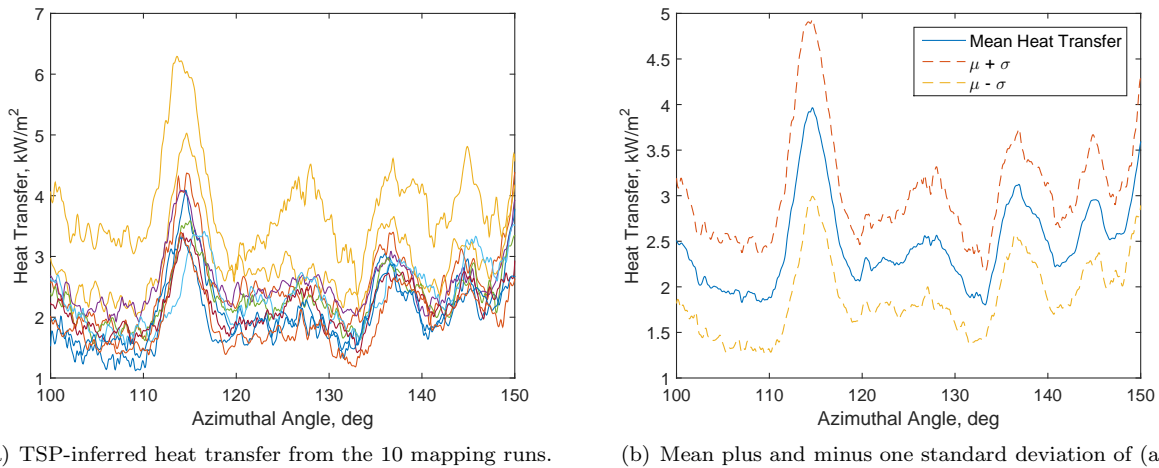 7
6
5
4
3
2
1
Heat Transfer, kW/m²
100 110 120 130 140 150
Azimuthal Angle, deg
) TSP-inferred heat transfer from the 10 mapping runs.
5
4.5
4
3.5
3
2.5
2
1.5
1
Heat Transfer, kW/m²
Mean Heat Transfer
μ + σ
μ - σ
100 110 120 130 140 150
Azimuthal Angle, deg
(b) Mean plus and minus one standard deviation of (a